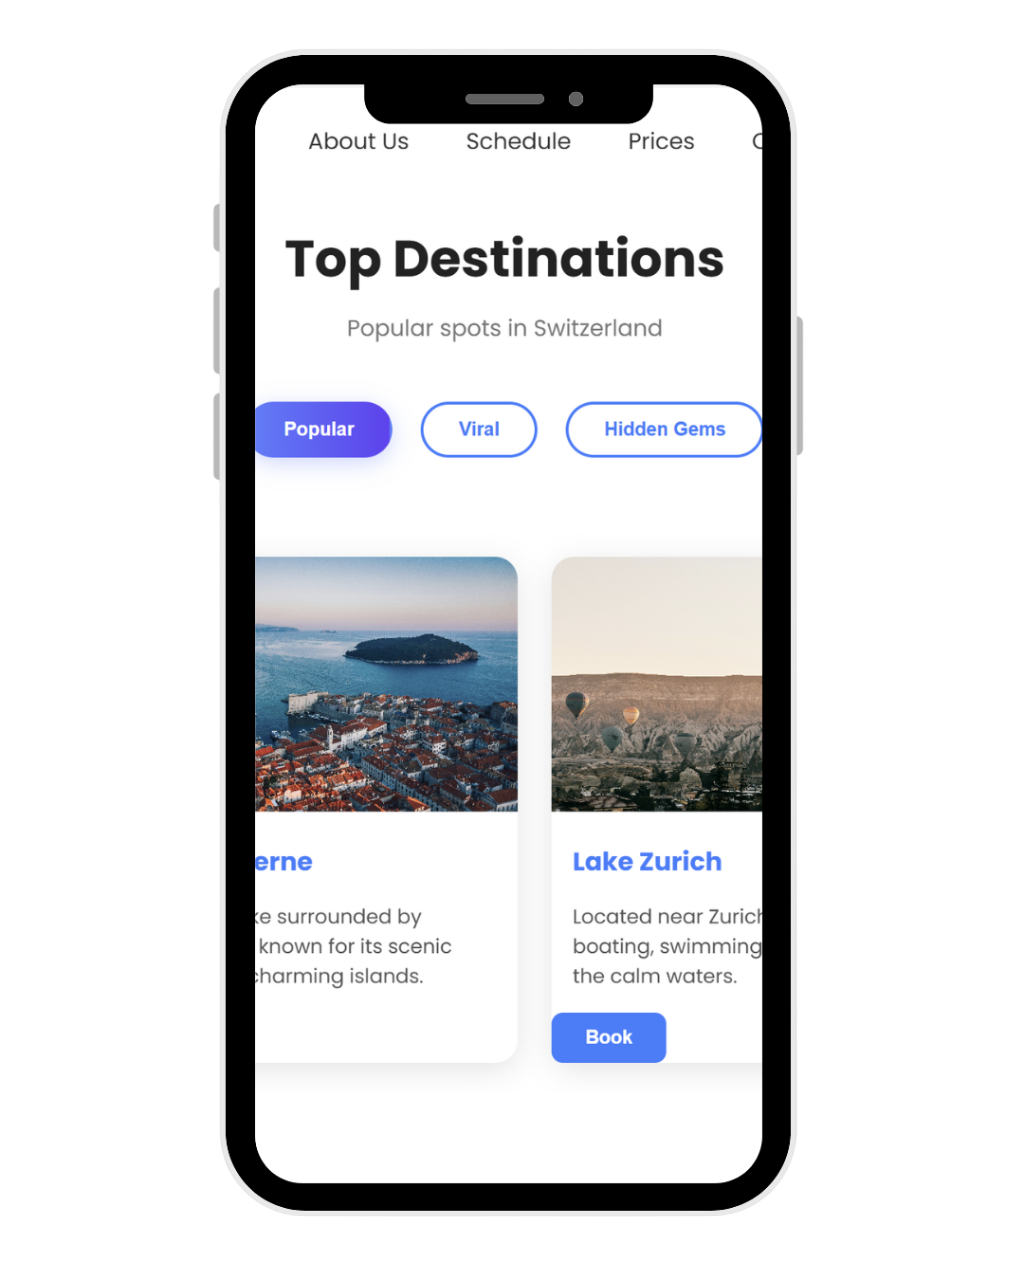 About Us Schedule Prices
Top Destinations
Popular spots in Switzerland
Popular Viral Hidden Gems
erne
ke surrounded by
known for its scenic
charming islands.
Lake Zurich
Located near Zurich
boating, swimming
the calm waters.
Book